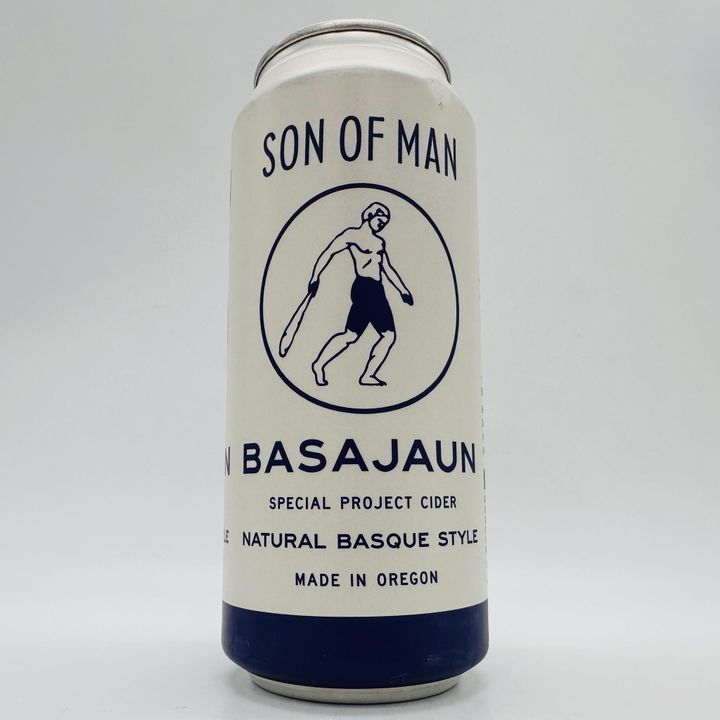 SON OF MAN
BASAJAUN
SPECIAL PROJECT CIDER
NATURAL BASQUE STYLE
MADE IN OREGON